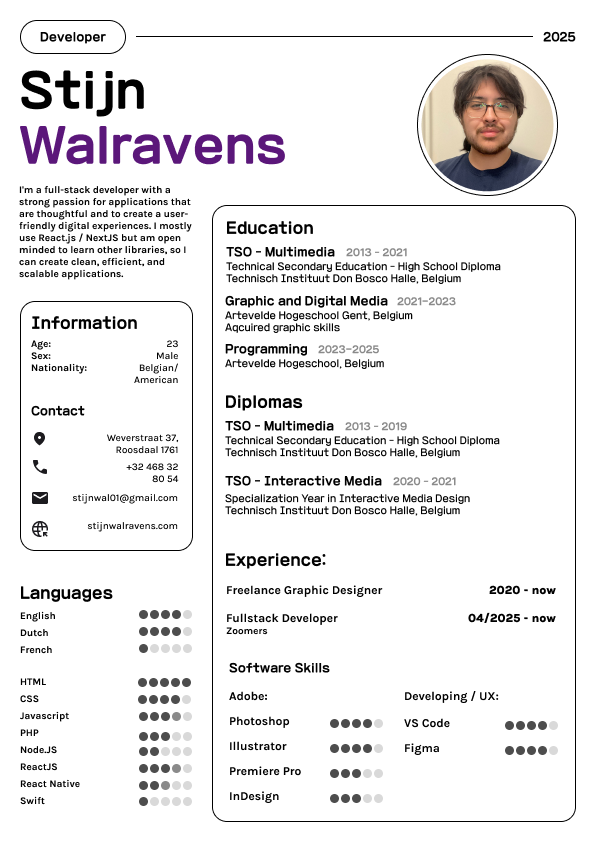 Developer
2025
Stijn
Walravens
I'm a full-stack developer with a
strong passion for applications that
are thoughtful and to create a user-
friendly digital experiences. I mostly
use React.js / NextJS but am open
minded to learn other libraries, so I
can create clean, efficient, and
scalable applications.
Information
Age: 23
Sex: Male
Nationality: Belgian/
American
Contact
Weverstraat 37,
Roosdaal 1761
+32 468 32
80 54
stijnwal01@gmail.com
stijnwalravens.com
Languages
English
Dutch
French
HTML
CSS
Javascript
PHP
Node.JS
ReactJS
React Native
Swift
Education
TSO - Multimedia 2013 - 2021
Technical Secondary Education - High School Diploma
Technisch Instituut Don Bosco Halle, Belgium
Graphic and Digital Media 2021-2023
Artevelde Hogeschool Gent, Belgium
Aqcuired graphic skills
Programming 2023-2025
Artevelde Hogeschool, Belgium
Diplomas
TSO - Multimedia 2013 - 2019
Technical Secondary Education - High School Diploma
Technisch Instituut Don Bosco Halle, Belgium
TSO - Interactive Media 2020 - 2021
Specialization Year in Interactive Media Design
Technisch Instituut Don Bosco Halle, Belgium
Experience:
Freelance Graphic Designer 2020 - now
Fullstack Developer 04/2025 - now
Zoomers
Software Skills
Adobe:
Photoshop
Illustrator
Premiere Pro
InDesign
Developing / UX:
VS Code
Figma